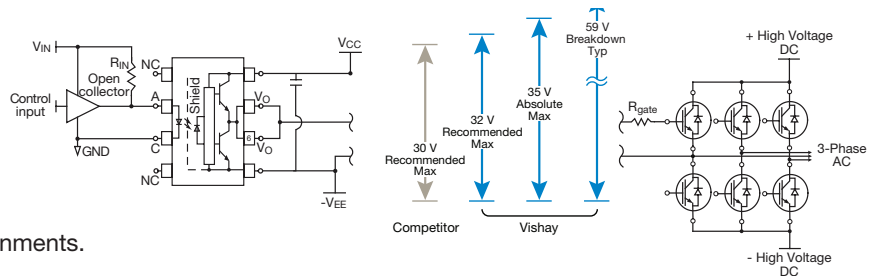 VIN
RIN
Open
collector
Control
input
GND
NC
A
C
NC
Shield
VO
6
VO
VCC
-VEE
30 V
Recommended
Max
32 V
Recommended
Max
35 V
Absolute
Max
59 V
Breakdown
Typ
Competitor
Vishay
+ High Voltage
DC
Rgate
3-Phase
AC
- High Voltage
DC
nments.